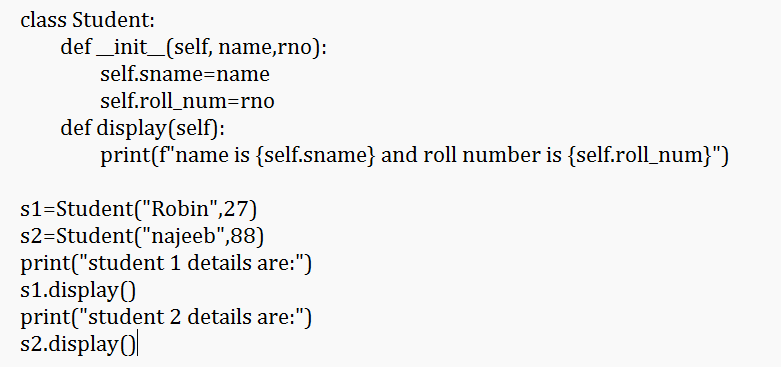 class Student:
    def __init__(self, name,rno):
        self.sname=name
        self.roll_num=rno
    def display(self):
        print(f"name is {self.sname} and roll number is {self.roll_num}")

s1=Student("Robin",27)
s2=Student("najeeb",88)
print("student 1 details are:")
s1.display()
print("student 2 details are:")
s2.display()